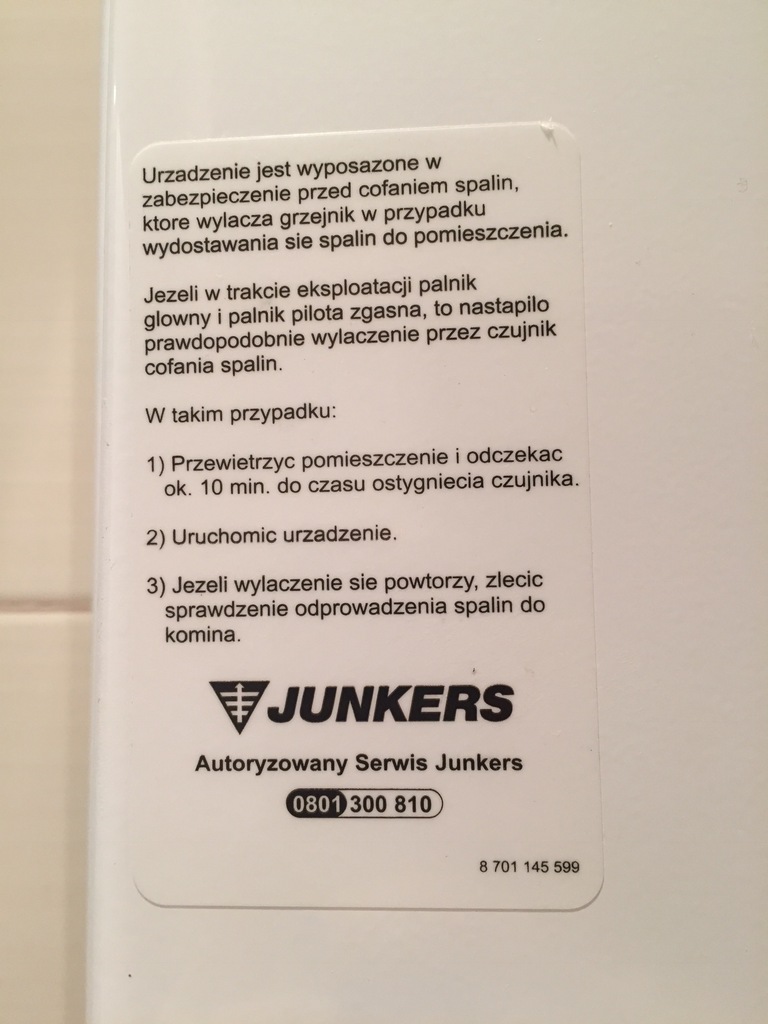 Urzadzenie jest wyposazone w
zabezpieczenie przed cofaniem spalin,
ktore wylacza grzejnik w przypadku
wydostawania sie spalin do pomieszczenia.
Jezeli w trakcie eksploatacji palnik
glowny i palnik pilota zgasna, to nastapilo
prawdopodobnie wylaczenie przez czujnik
cofania spalin.
W takim przypadku:
1) Przewietrzyc pomieszczenie i odczekac
ok. 10 min. do czasu ostygniecia czujnika.
2) Uruchomic urzadzenie.
3) Jezeli wylaczenie sie powtorzy, zlecic
sprawdzenie odprowadzenia spalin do
komina.
JUNKERS
Autoryzowany Serwis Junkers
0801 300 810
8 701 145 599